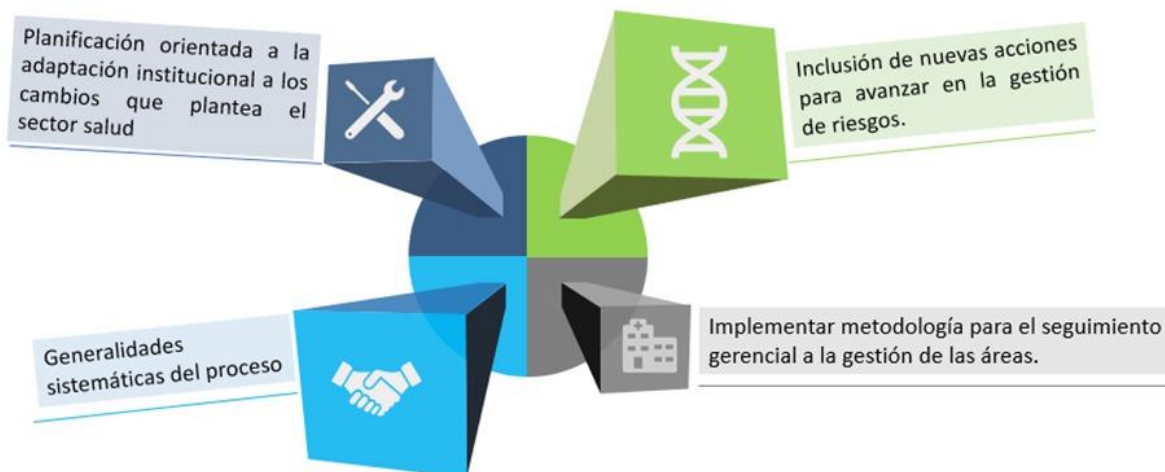 Planificación orientada a la
adaptación institucional a los
cambios que plantea el
sector salud
Inclusión de nuevas acciones
para avanzar en la gestión
de riesgos.
Generalidades
sistemáticas del proceso
Implementar metodología para el seguimiento
gerencial a la gestión de las áreas.